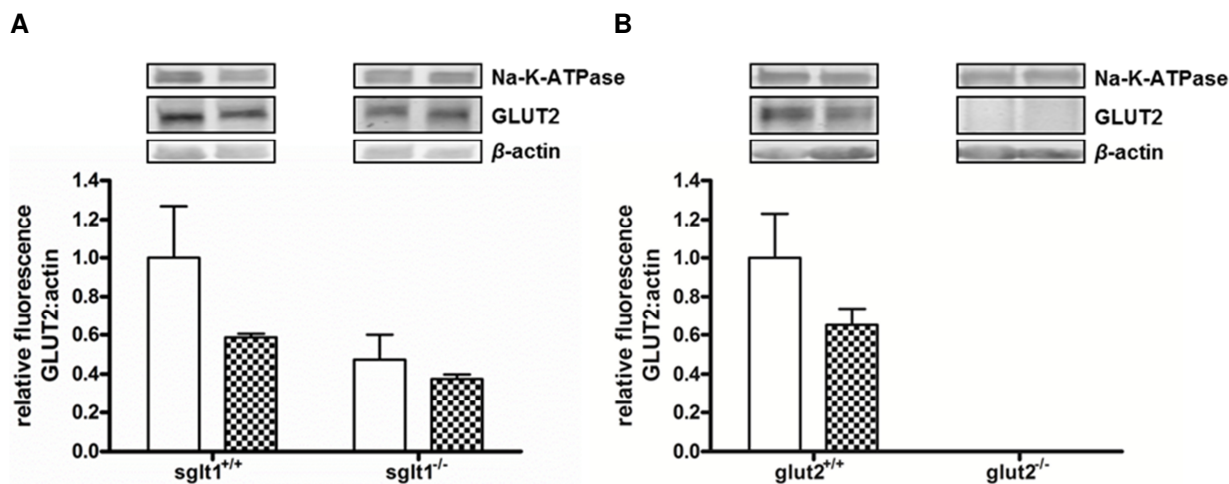 A
Na-K-ATPase
GLUT2
β-actin
relative fluorescence
GLUT2:actin
1.4
1.2
1.0
0.8
0.6
0.4
0.2
0.0
sglt1+/+
sglt1-/-
B
Na-K-ATPase
GLUT2
β-actin
relative fluorescence
GLUT2:actin
1.4
1.2
1.0
0.8
0.6
0.4
0.2
0.0
glut2+/+
glut2-/-